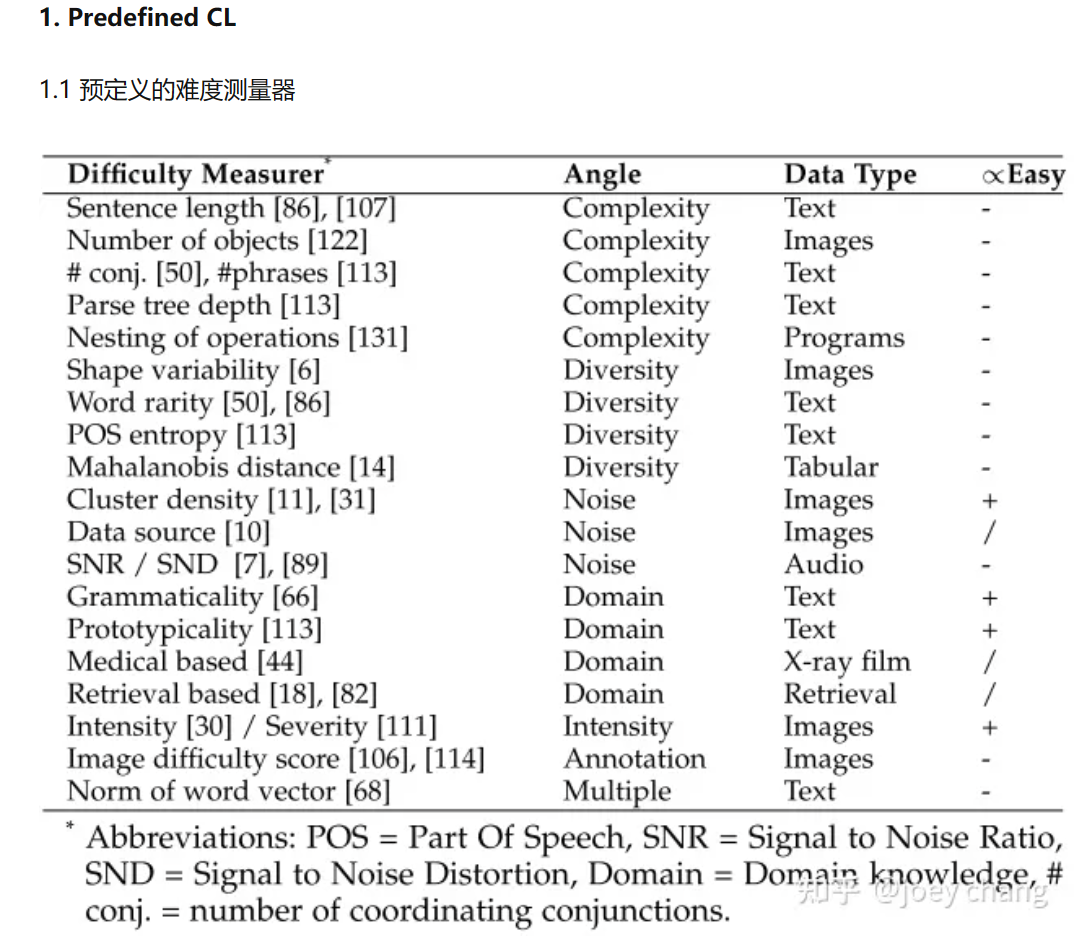 1. Predefined CL
1.1 预定义的难度测量器
Difficulty Measurer* Angle Data Type ∝Easy
Sentence length [86], [107] Complexity Text -
Number of objects [122] Complexity Images -
# conj. [50], #phrases [113] Complexity Text -
Parse tree depth [113] Complexity Text -
Nesting of operations [131] Complexity Programs -
Shape variability [6] Diversity Images -
Word rarity [50], [86] Diversity Text -
POS entropy [113] Diversity Text -
Mahalanobis distance [14] Diversity Tabular -
Cluster density [11], [31] Noise Images +
Data source [10] Noise Images /
SNR / SND [7], [89] Noise Audio -
Grammaticality [66] Domain Text +
Prototypicality [113] Domain Text +
Medical based [44] Domain X-ray film /
Retrieval based [18], [82] Domain Retrieval /
Intensity [30] / Severity [111] Intensity Images +
Image difficulty score [106], [114] Annotation Images -
Norm of word vector [68] Multiple Text -
* Abbreviations: POS = Part Of Speech, SNR = Signal to Noise Ratio,
SND = Signal to Noise Distortion, Domain = Domain knowledge, #
conj. = number of coordinating conjunctions.
知乎 @joey chang